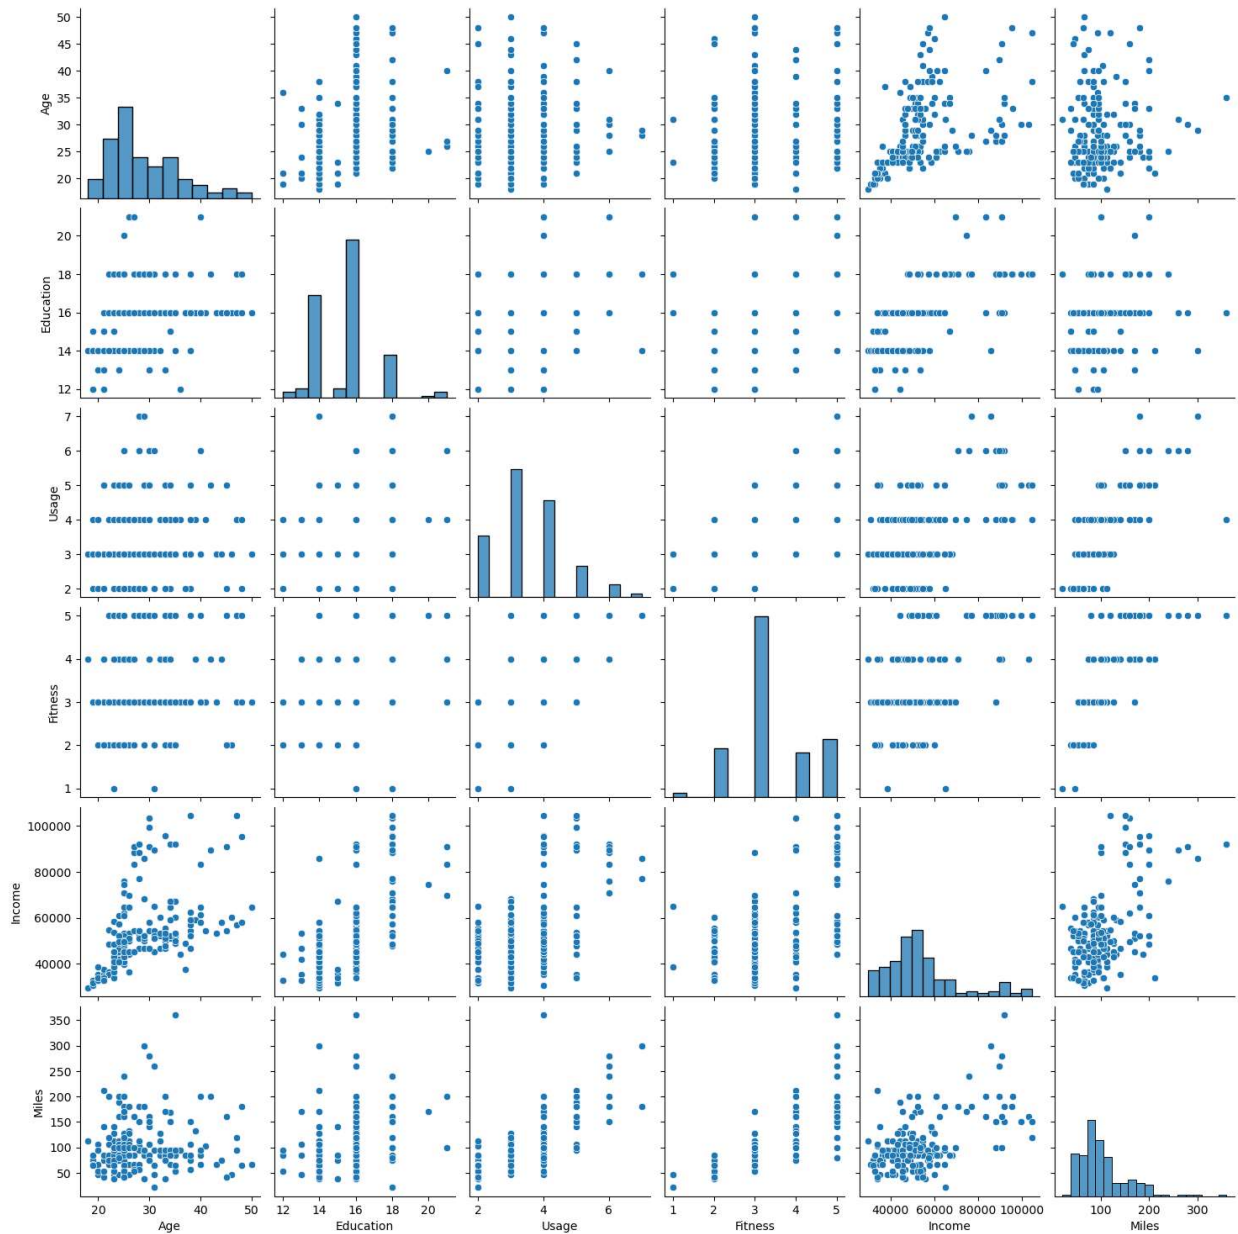 50
45
40
35
30
25
20
Age
20
18
16
14
12
Education
7
6
5
4
3
2
Usage
5
4
3
2
1
Fitness
100000
80000
60000
40000
Income
350
300
250
200
150
100
50
Miles
20 30 40 50
12 14 16 18 20
2 4 6
1 2 3 4 5
40000 60000 80000 100000
100 200 300
Age Education Usage Fitness Income Miles